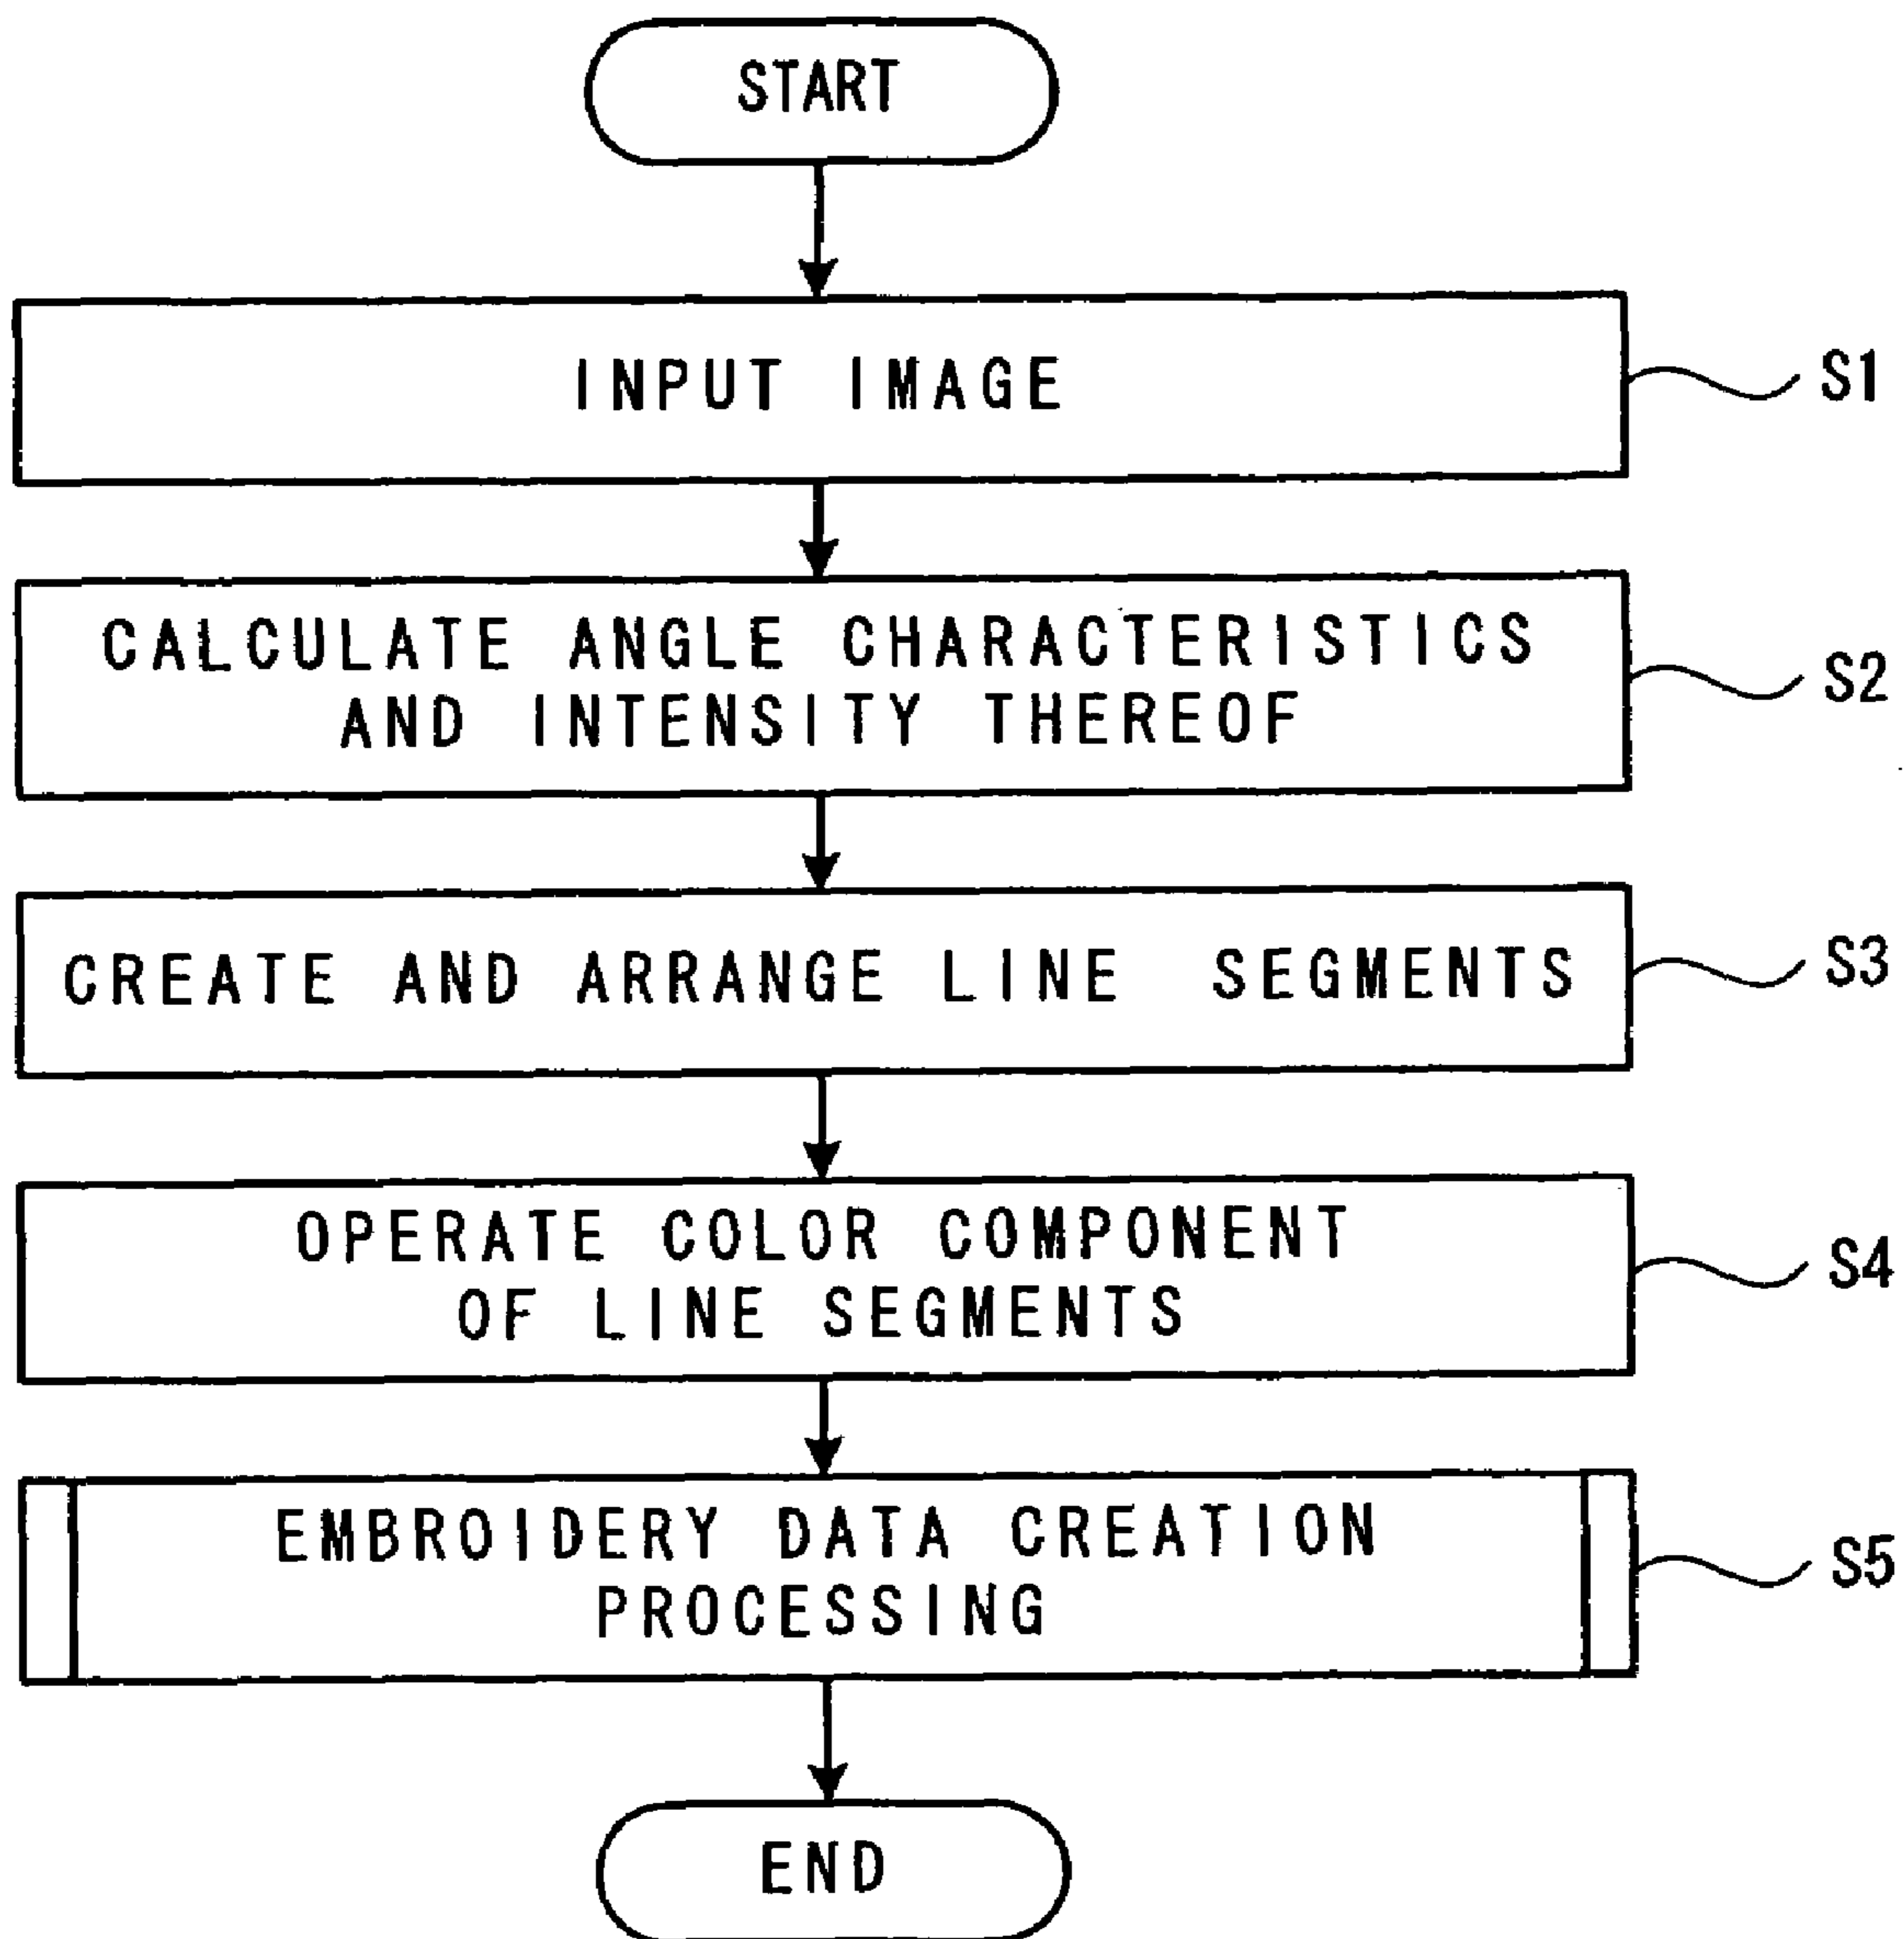 START
INPUT IMAGE
S1
CALCULATE ANGLE CHARACTERISTICS
AND INTENSITY THEREOF
S2
CREATE AND ARRANGE LINE SEGMENTS
S3
OPERATE COLOR COMPONENT
OF LINE SEGMENTS
S4
EMBROIDERY DATA CREATION
PROCESSING
S5
END